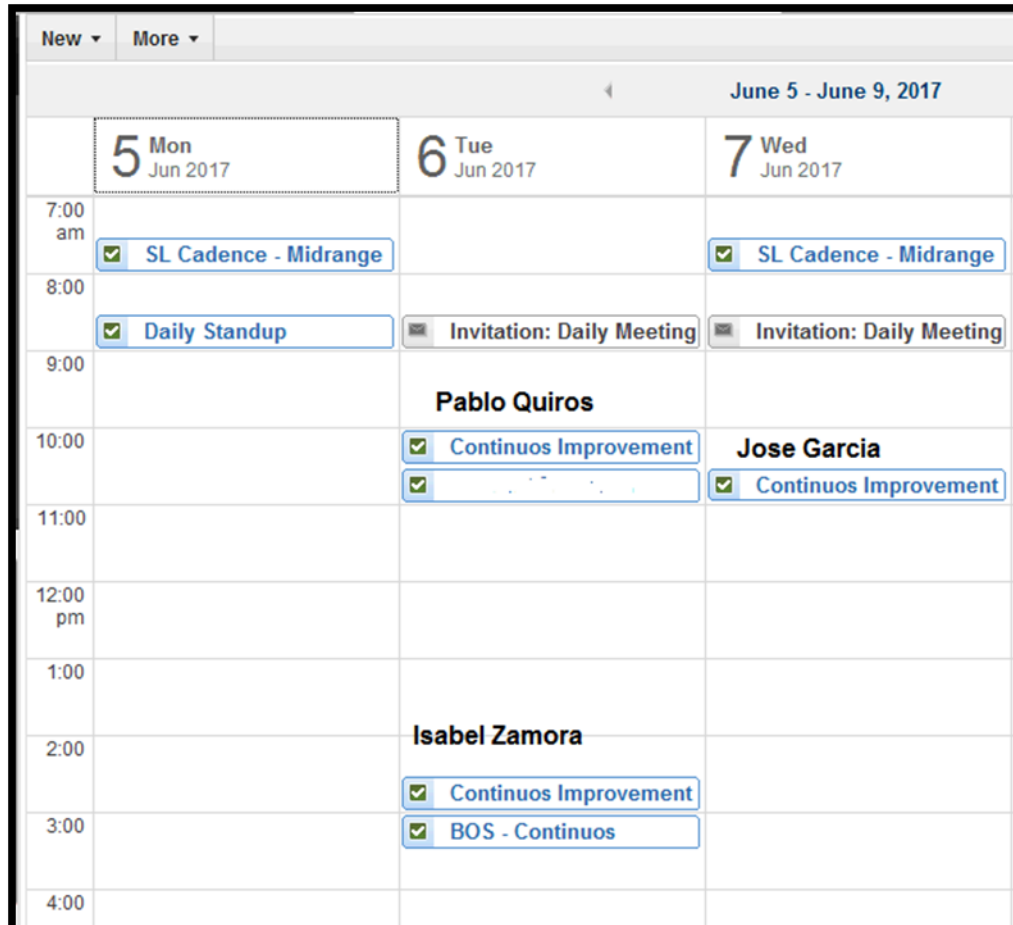 New More
June 5 - June 9, 2017
5 Mon Jun 2017
6 Tue Jun 2017
7 Wed Jun 2017
7:00 am
SL Cadence - Midrange
SL Cadence - Midrange
8:00
Daily Standup
Invitation: Daily Meeting
Invitation: Daily Meeting
9:00
Pablo Quiros
10:00
Continuos Improvement
Jose Garcia
Continuos Improvement
11:00
12:00 pm
1:00
Isabel Zamora
2:00
Continuos Improvement
3:00
BOS - Continuos
4:00